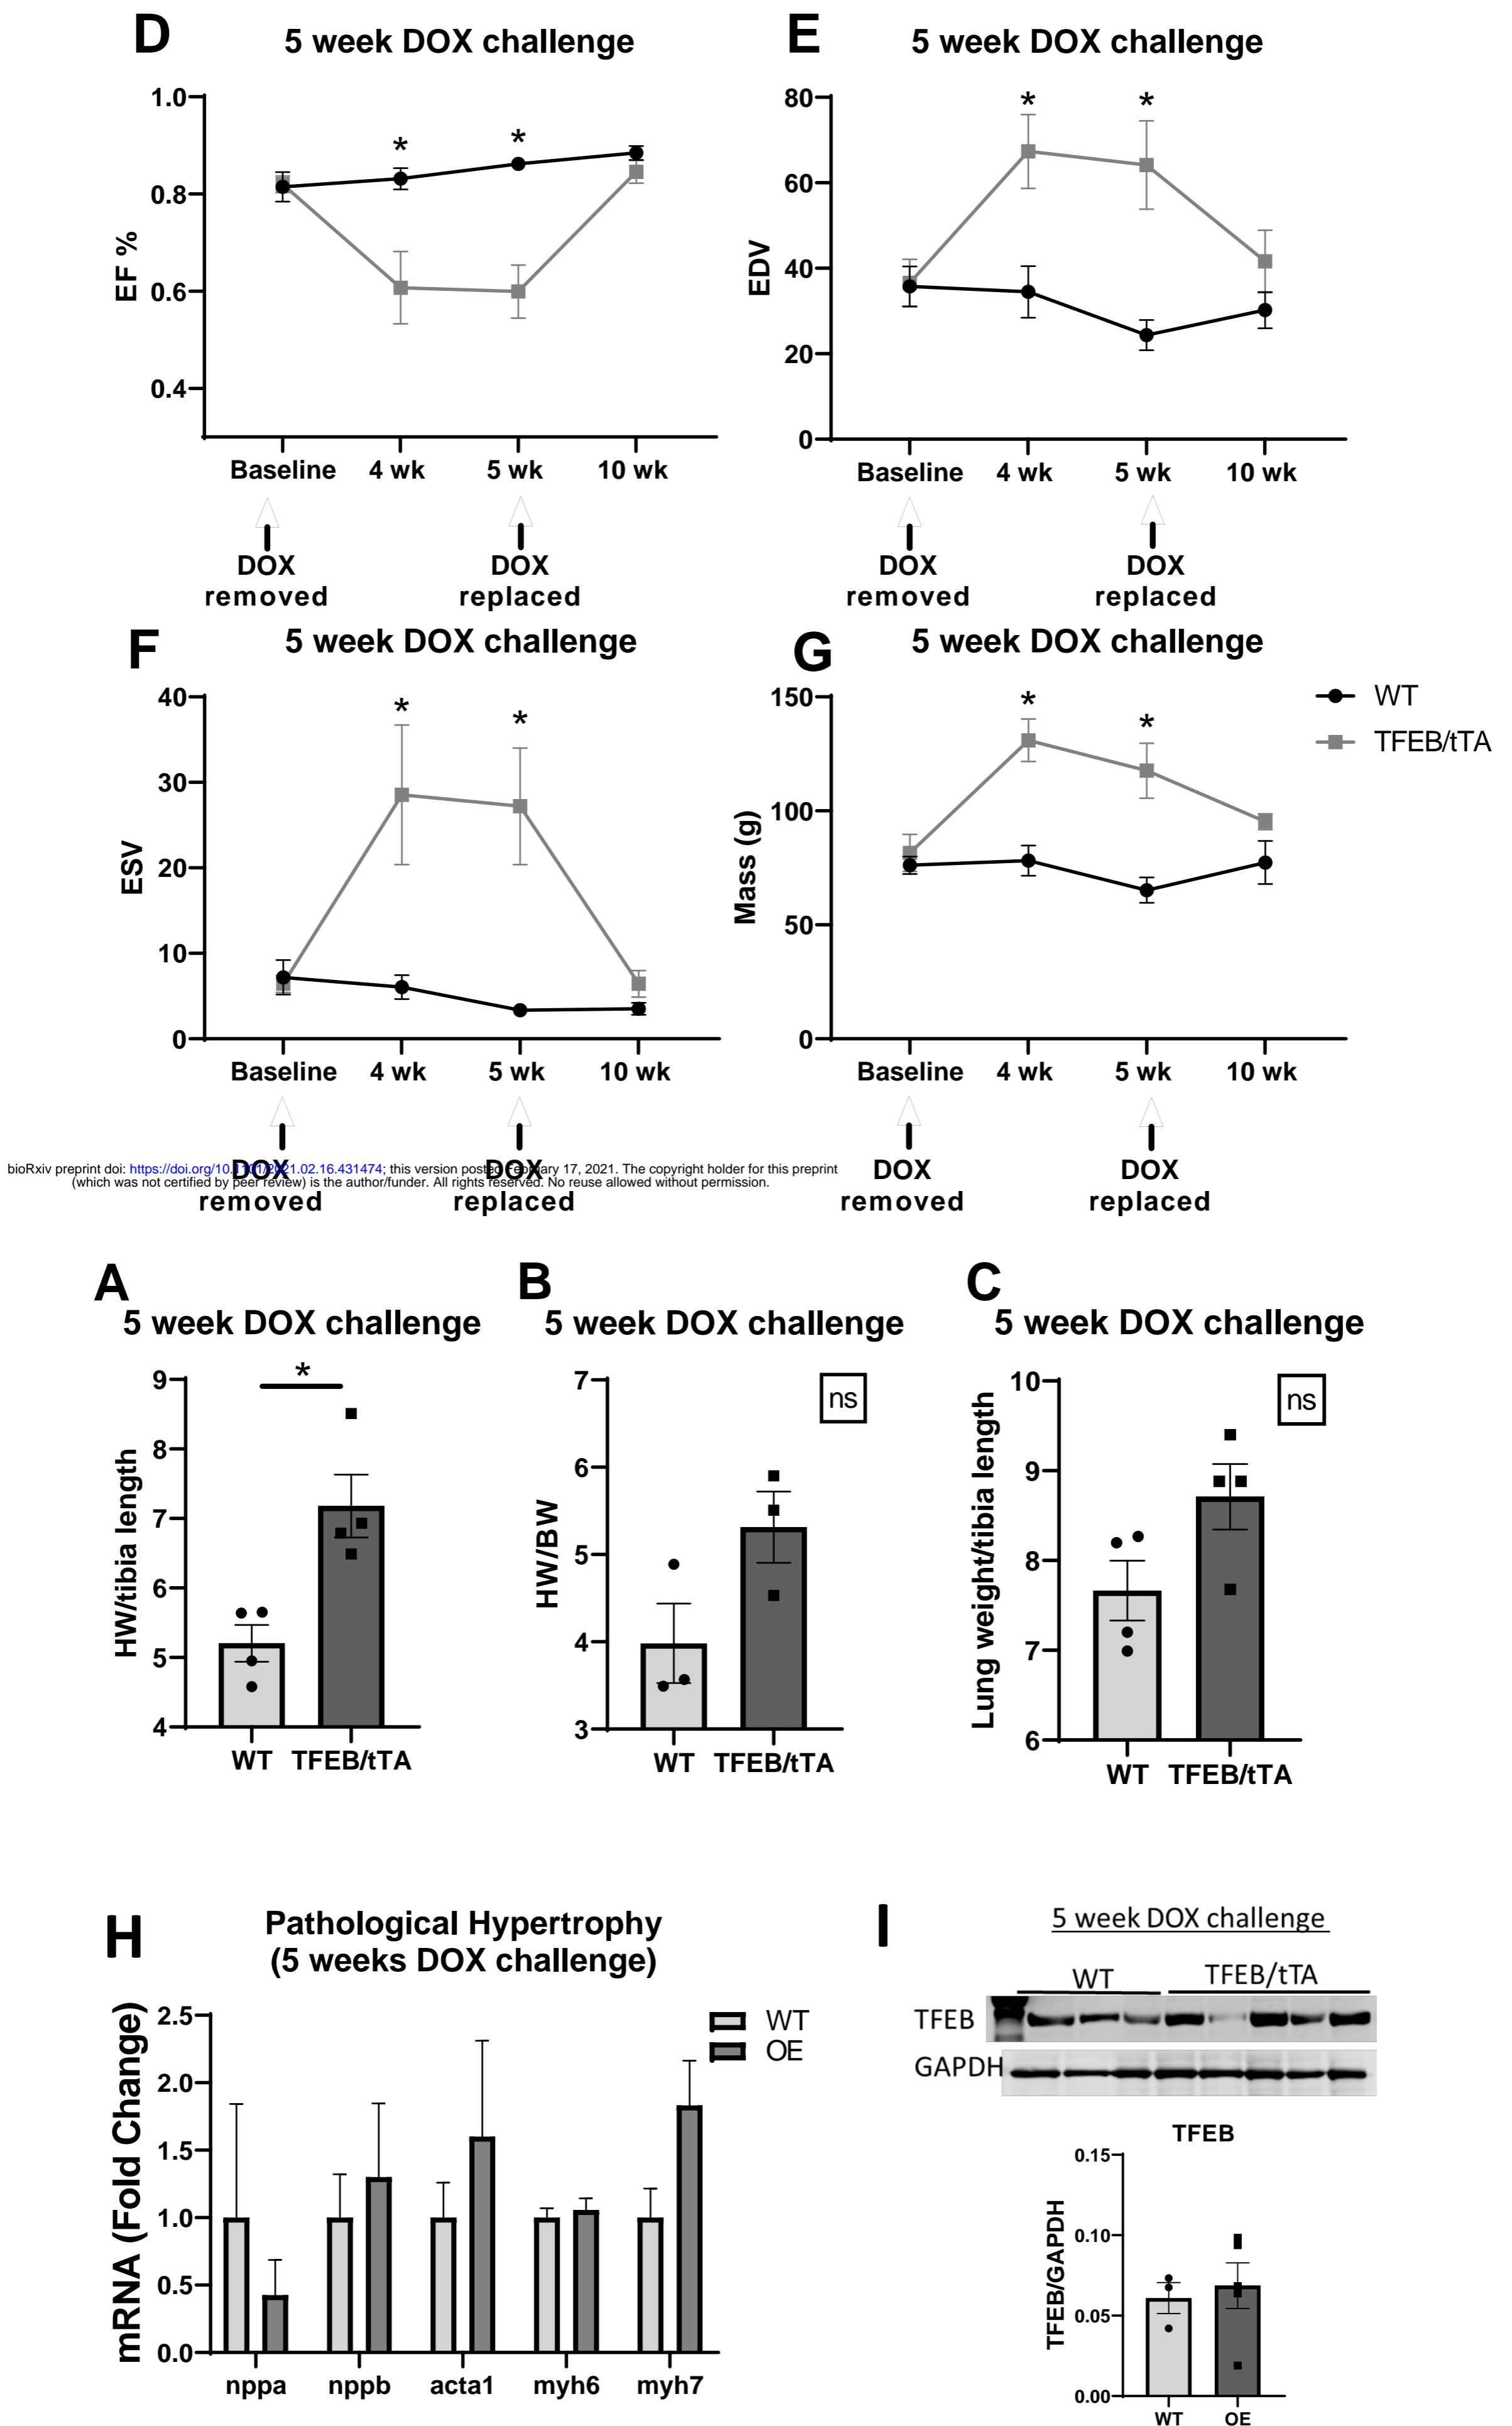 D
5 week DOX challenge
1.0
0.8
0.6
0.4
EF %
*
*
Baseline 4 wk 5 wk 10 wk
DOX
removed
DOX
replaced
E
5 week DOX challenge
80
60
40
20
0
EDV
*
*
Baseline 4 wk 5 wk 10 wk
DOX
removed
DOX
replaced
F
5 week DOX challenge
40
30
20
10
0
ESV
*
*
Baseline 4 wk 5 wk 10 wk
DOX
removed
DOX
replaced
G
5 week DOX challenge
150
100
50
0
Mass (g)
*
*
WT
TFEB/tTA
Baseline 4 wk 5 wk 10 wk
DOX
removed
DOX
replaced
bioRxiv preprint doi: https://doi.org/10.1101/2021.02.16.431474; this version posted February 17, 2021. The copyright holder for this preprint
(which was not certified by peer review) is the author/funder. All rights reserved. No reuse allowed without permission.
A
5 week DOX challenge
9
8
7
6
5
4
HW/tibia length
*
WT TFEB/tTA
B
5 week DOX challenge
7
6
5
4
3
HW/BW
ns
WT TFEB/tTA
C
5 week DOX challenge
10
9
8
7
6
Lung weight/tibia length
ns
WT TFEB/tTA
H
Pathological Hypertrophy
(5 weeks DOX challenge)
2.5
2.0
1.5
1.0
0.5
0.0
mRNA (Fold Change)
WT
OE
nppa nppb acta1 myh6 myh7
I
5 week DOX challenge
WT TFEB/tTA
TFEB
GAPDH
TFEB
0.15
0.10
0.05
0.00
TFEB/GAPDH
WT OE